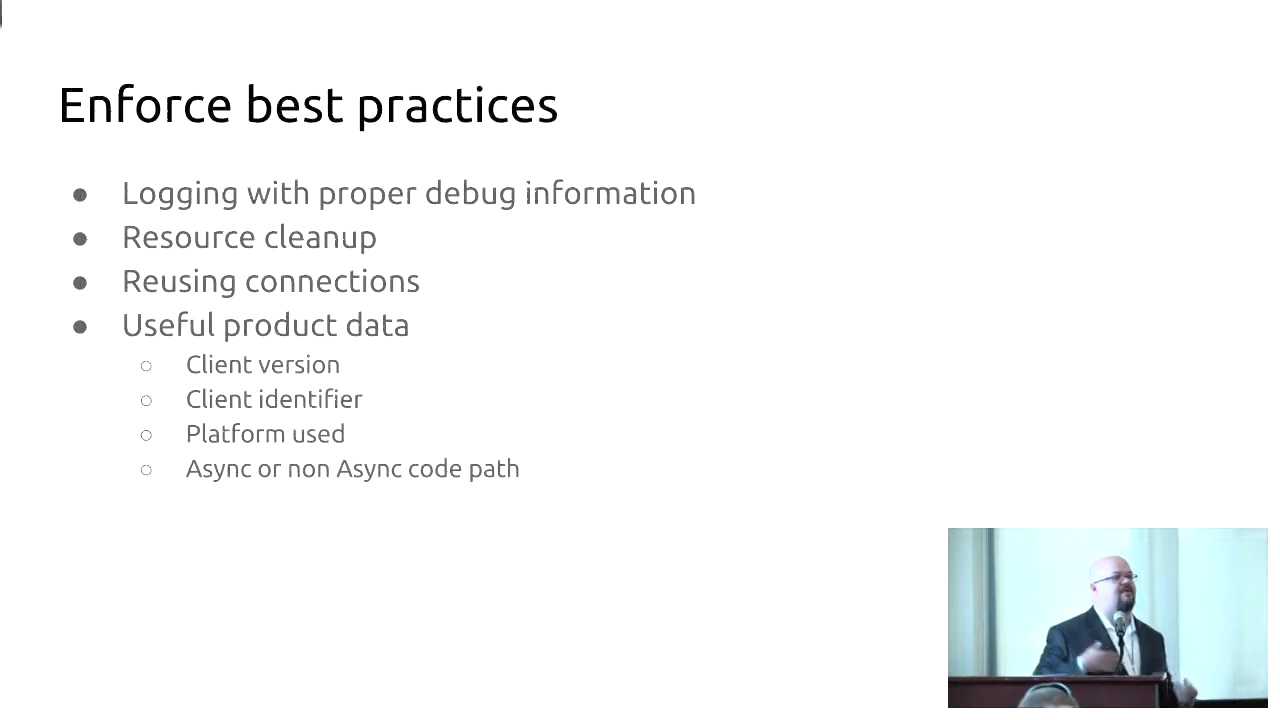 Enforce best practices
● Logging with proper debug information
● Resource cleanup
● Reusing connections
● Useful product data
○ Client version
○ Client identifier
○ Platform used
○ Async or non Async code path